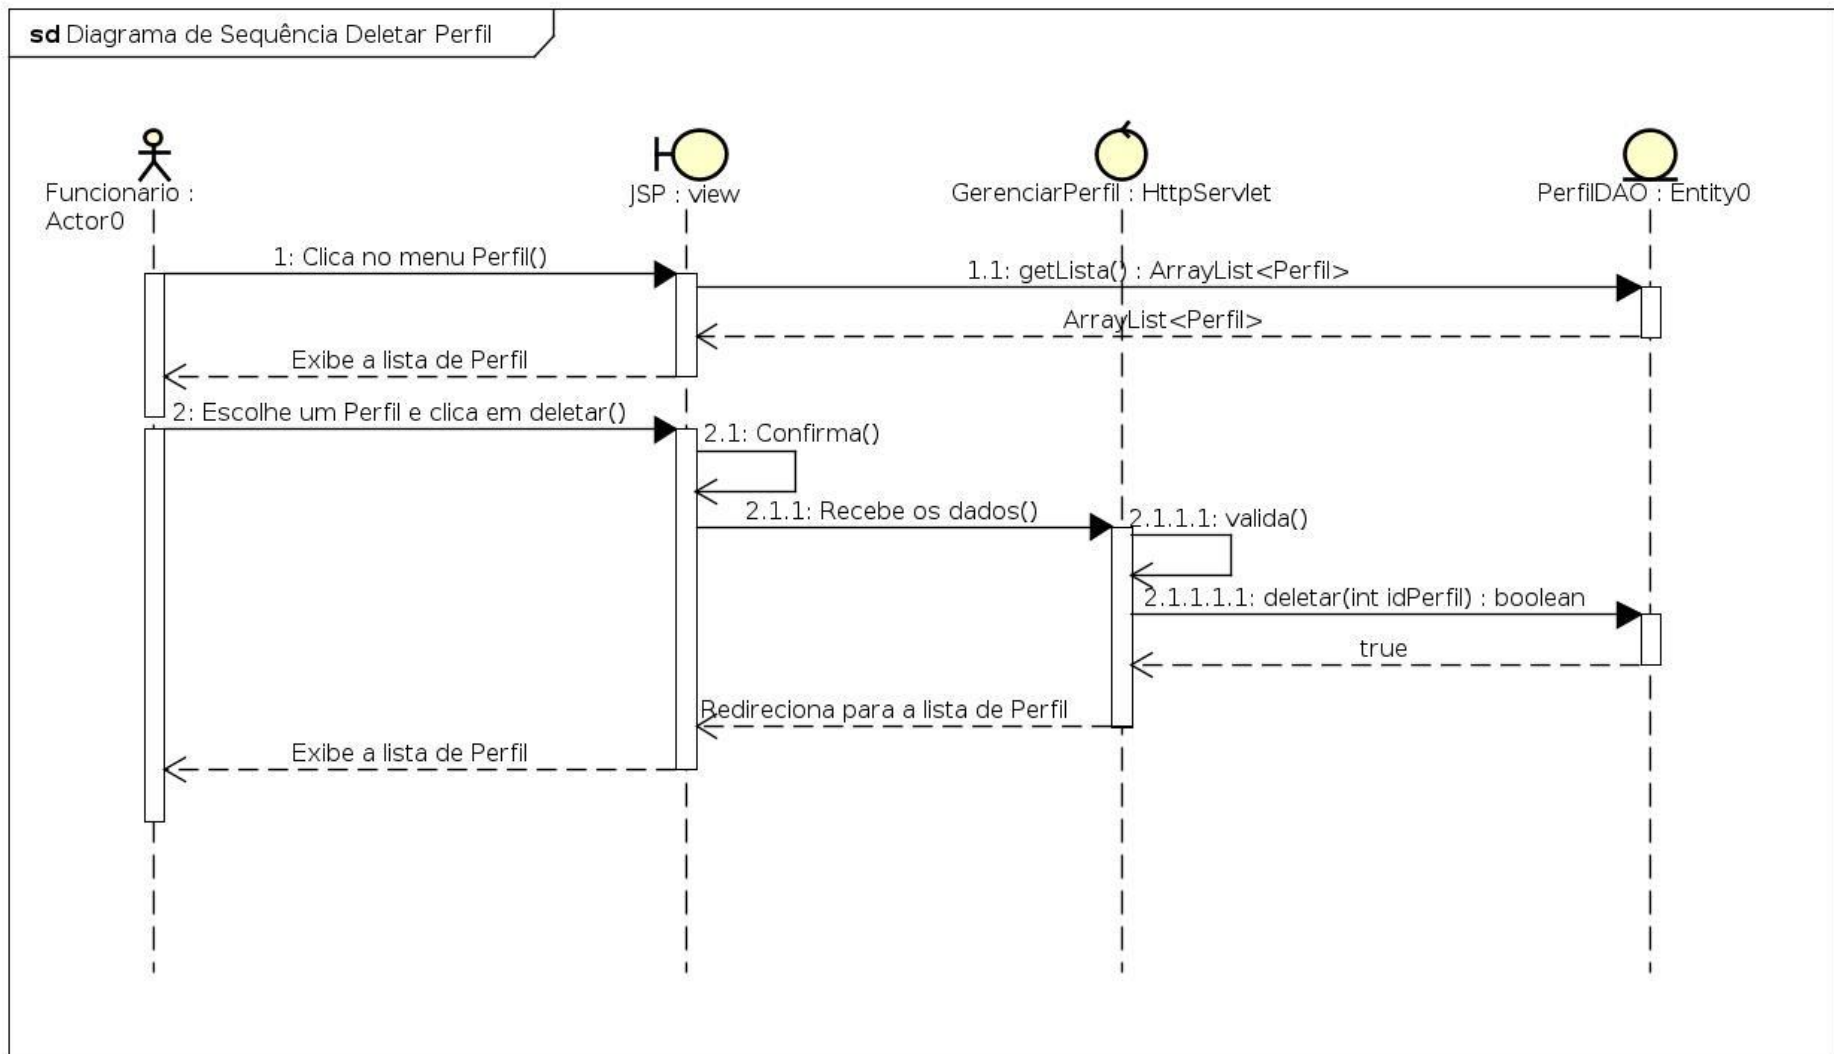 sd Diagrama de Sequência Deletar Perfil
Funcionario :
Actor0
JSP : view
GerenciarPerfil : HttpServlet
PerfilDAO : Entity0
1: Clica no menu Perfil()
1.1: getLista() : ArrayList<Perfil>
ArrayList<Perfil>
Exibe a lista de Perfil
2: Escolhe um Perfil e clica em deletar()
2.1: Confirma()
2.1.1: Recebe os dados()
2.1.1.1: valida()
2.1.1.1.1: deletar(int idPerfil) : boolean
true
Redireciona para a lista de Perfil
Exibe a lista de Perfil